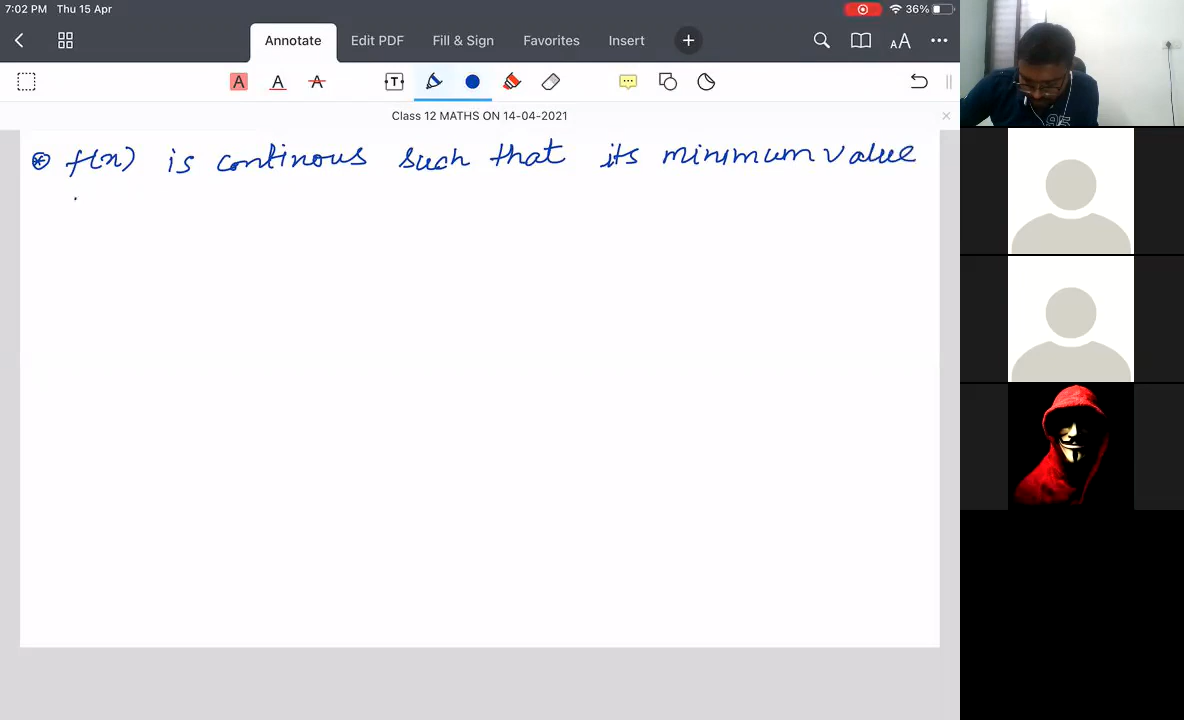 7:02 PM Thu 15 Apr
36%
Annotate Edit PDF Fill & Sign Favorites Insert
Class 12 MATHS ON 14-04-2021
f(x) is continous such that its minimum value